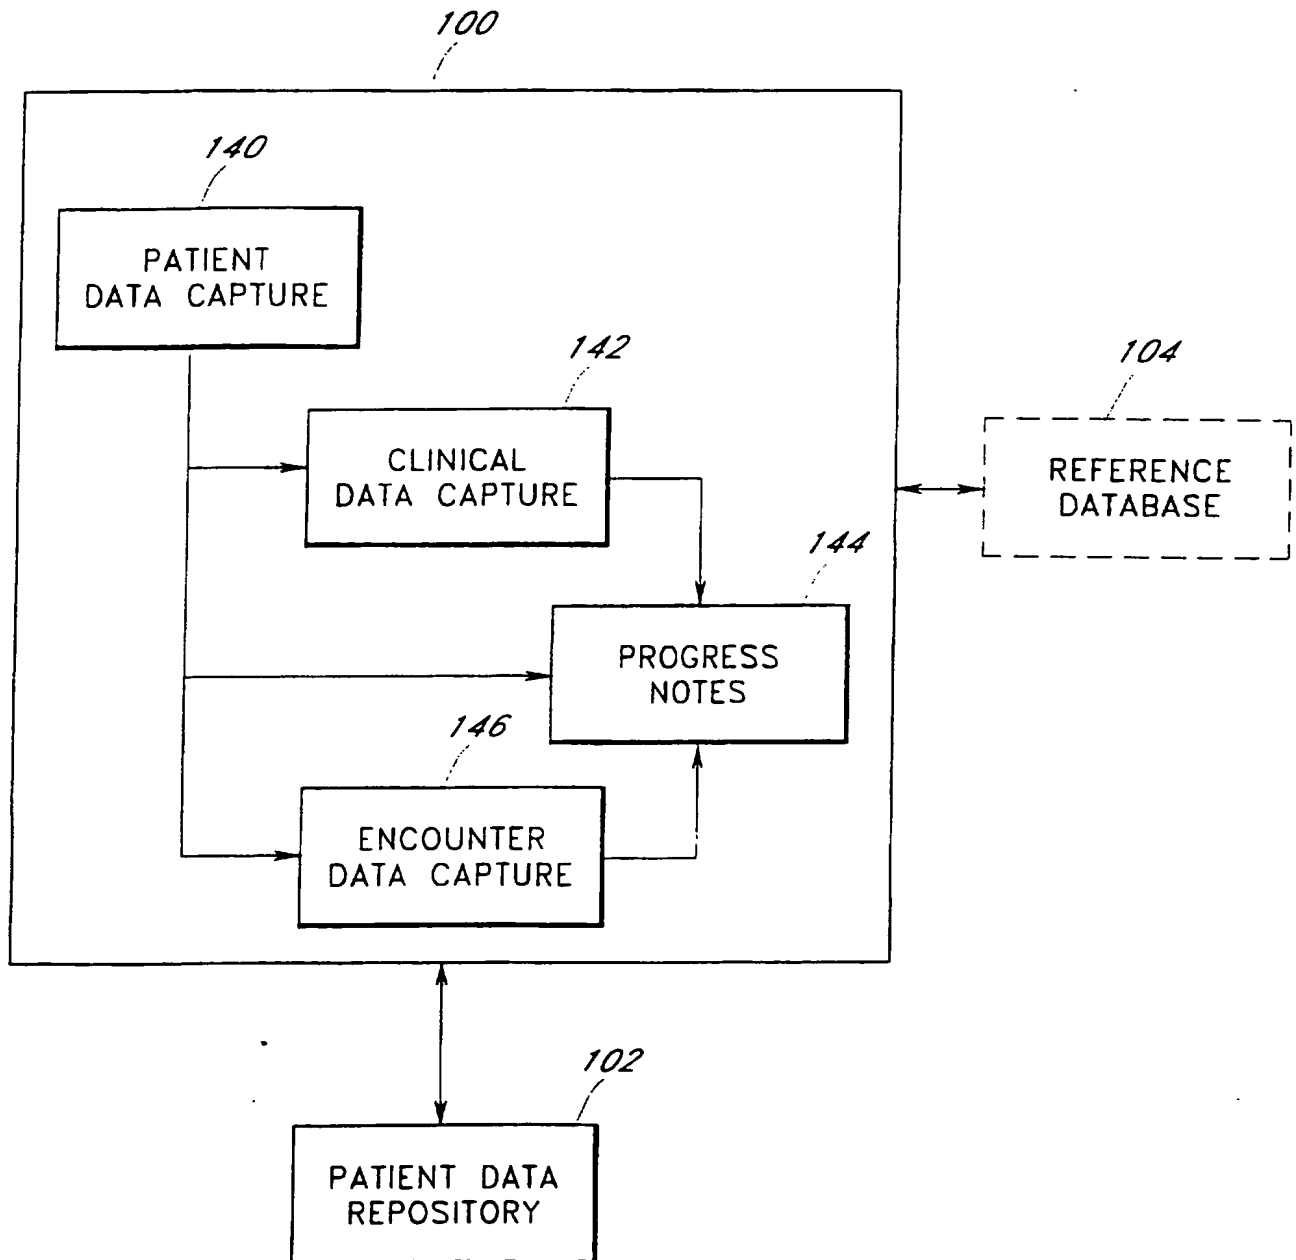 100
140
PATIENT
DATA CAPTURE
142
CLINICAL
DATA CAPTURE
104
REFERENCE
DATABASE
144
PROGRESS
NOTES
146
ENCOUNTER
DATA CAPTURE
102
PATIENT DATA
REPOSITORY